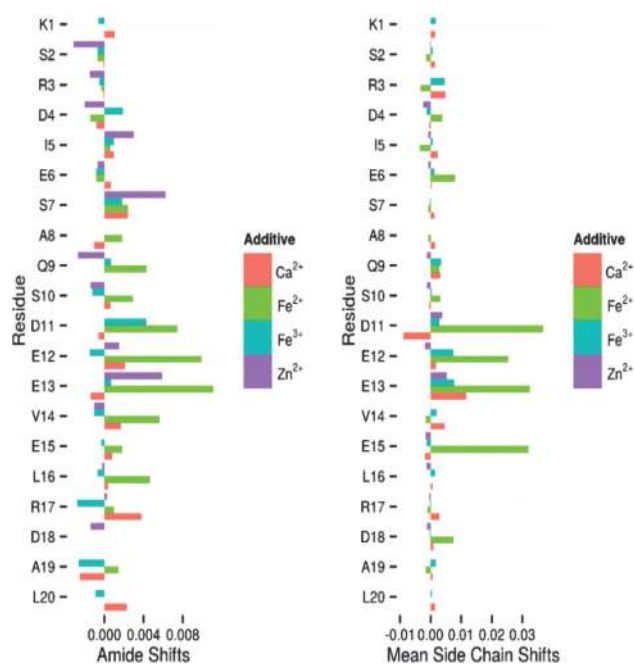 K1
S2
R3
D4
I5
E6
S7
A8
Q9
S10
D11
E12
E13
V14
E15
L16
R17
D18
A19
L20
Residue
0.000 0.004 0.008
Amide Shifts
Additive
Ca²⁺
Fe²⁺
Fe³⁺
Zn²⁺
K1
S2
R3
D4
I5
E6
S7
A8
Q9
S10
D11
E12
E13
V14
E15
L16
R17
D18
A19
L20
Residue
-0.01 0.00 0.01 0.02 0.03
Mean Side Chain Shifts
Additive
Ca²⁺
Fe²⁺
Fe³⁺
Zn²⁺